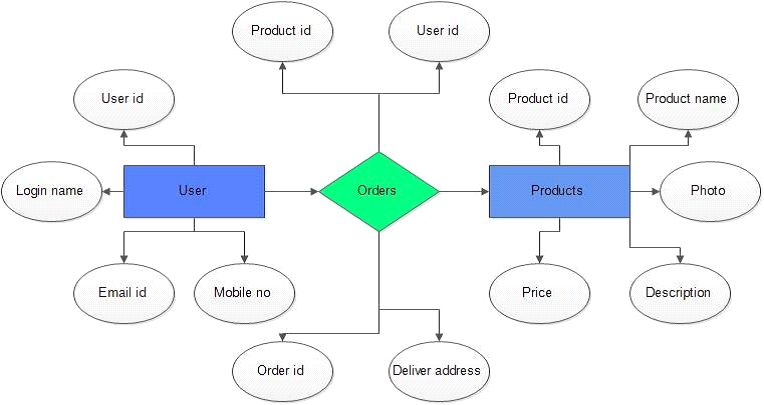 Product id
User id
User id
Product id
Product name
Login name
User
Orders
Products
Photo
Email id
Mobile no
Price
Description
Order id
Deliver address